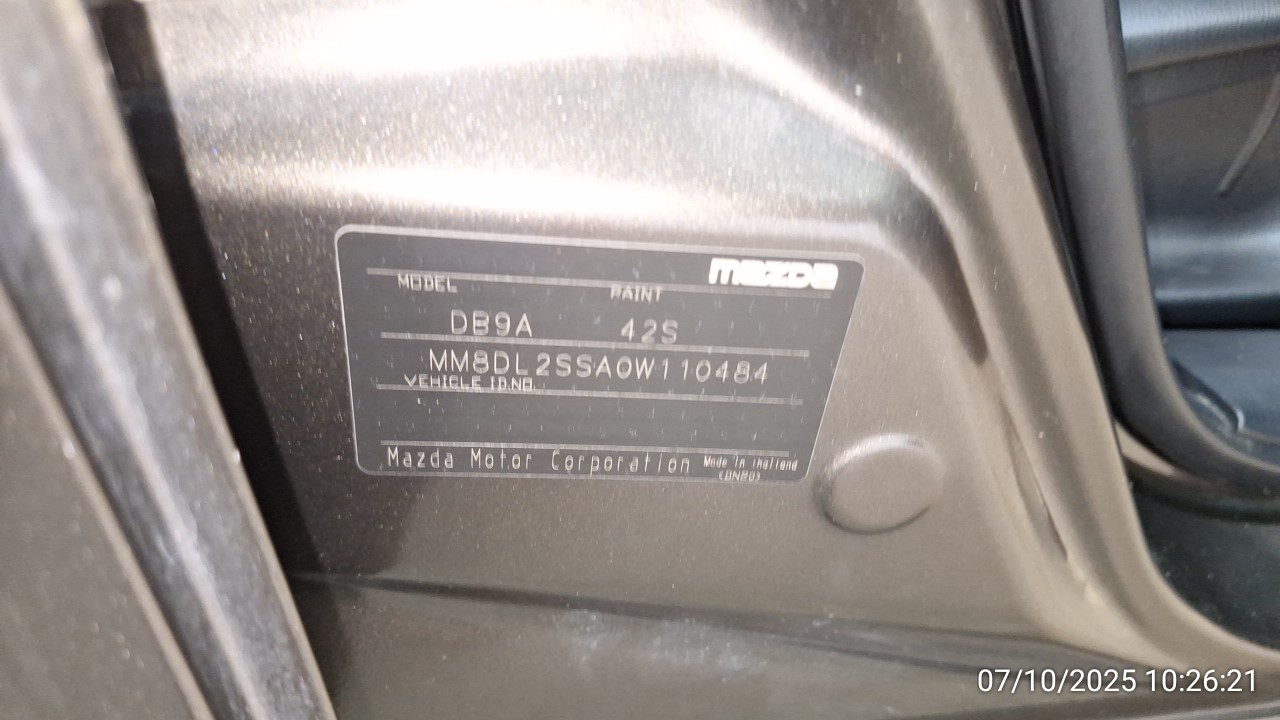 mazda
MODEL PAINT
DB9A 42S
MM8DL2SSA0W110484
VEHICLE ID.NO.
Mazda Motor Corporation Made in Thailand
07/10/2025 10:26:21